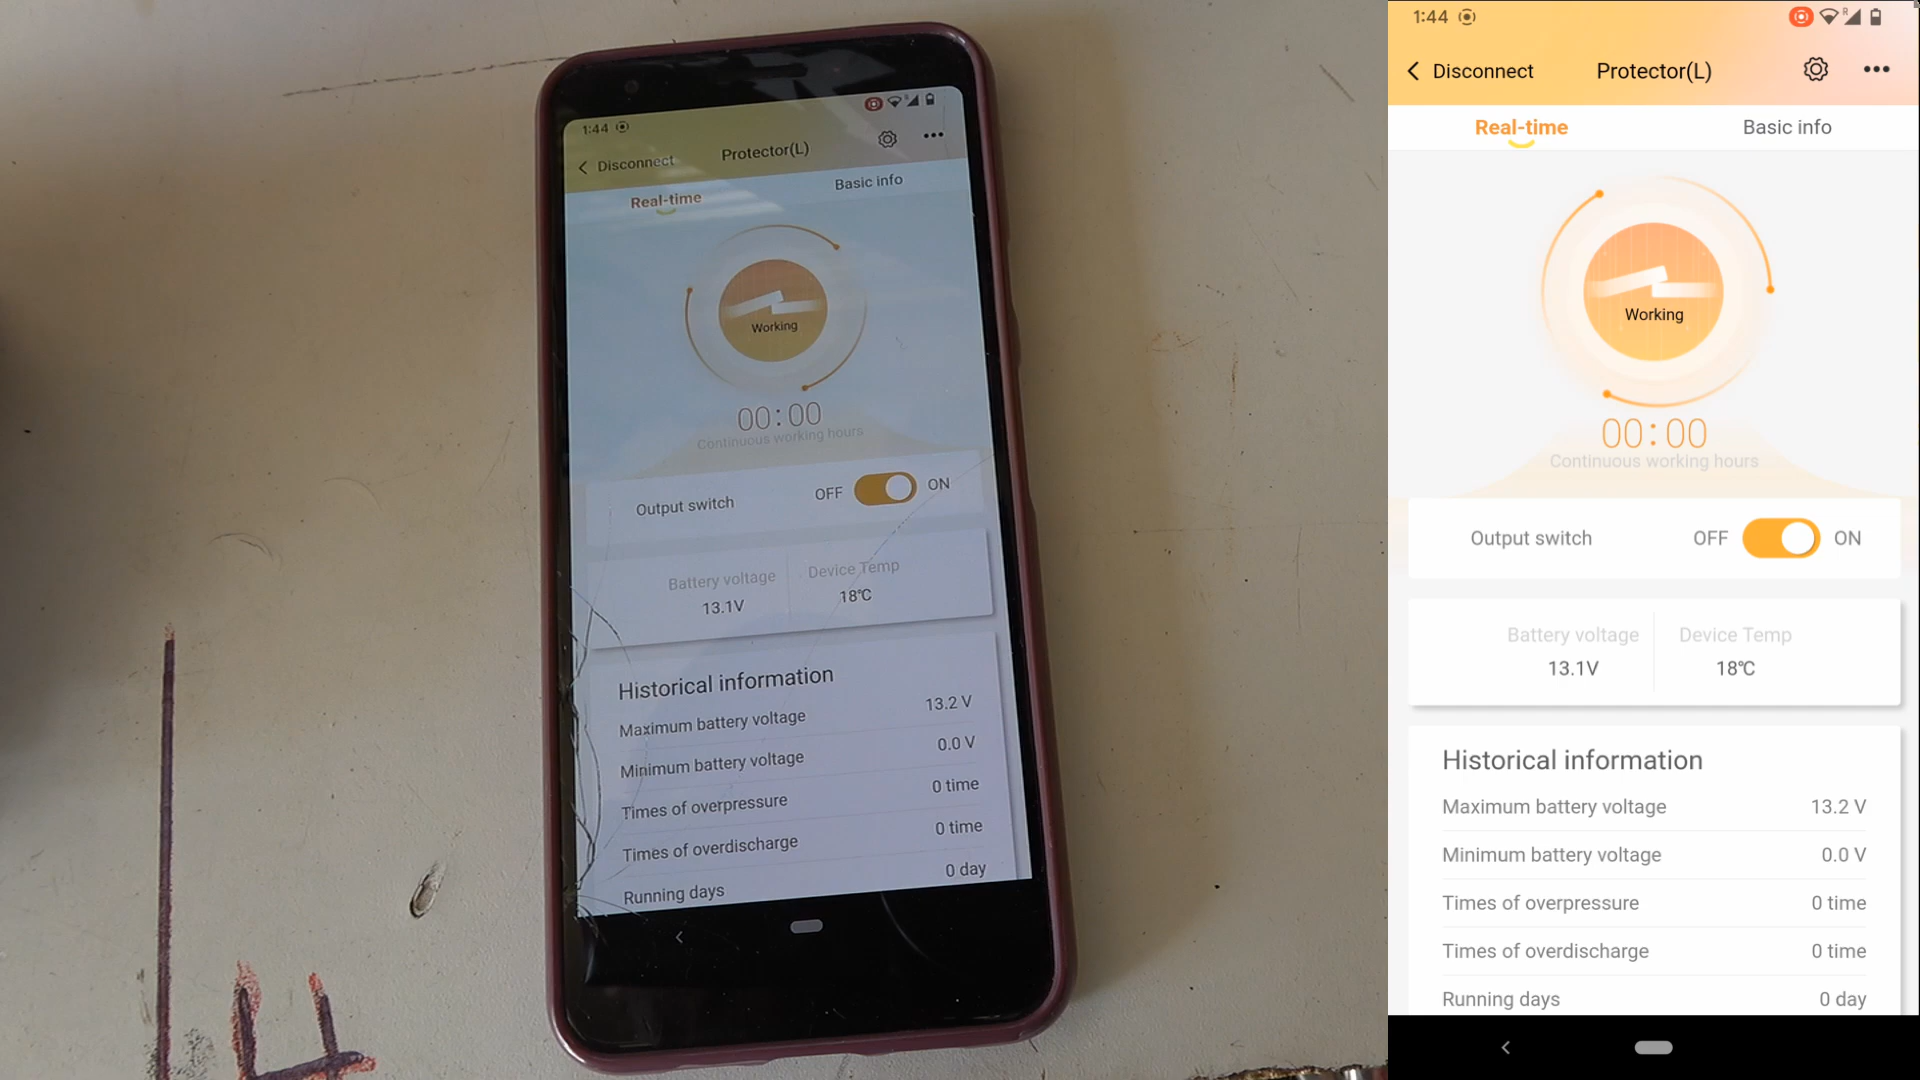 1:44
Disconnect Protector(L)
Real-time Basic info
Working
00:00
Continuous working hours
Output switch OFF ON
Battery voltage Device Temp
13.1V 18℃
Historical information
Maximum battery voltage 13.2 V
Minimum battery voltage 0.0 V
Times of overpressure 0 time
Times of overdischarge 0 time
Running days 0 day
1:44 R
Disconnect Protector(L)
Real-time Basic info
Working
00:00
Continuous working hours
Output switch OFF ON
Battery voltage Device Temp
13.1V 18℃
Historical information
Maximum battery voltage 13.2 V
Minimum battery voltage 0.0 V
Times of overpressure 0 time
Times of overdischarge 0 time
Running days 0 day